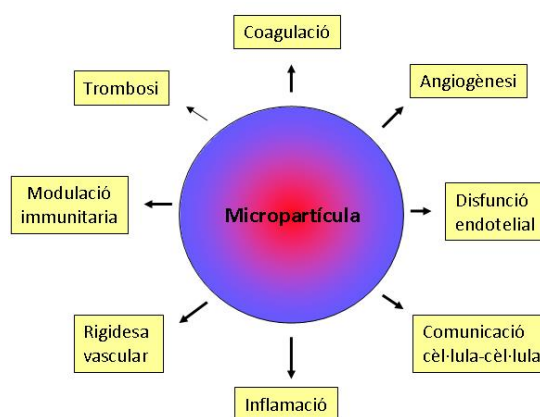 Coagulació
Trombosi
Angiogènesi
Modulació
immunitaria
Micropartícula
Disfunció
endotelial
Rigidesa
vascular
Comunicació
cèl·lula-cèl·lula
Inflamació